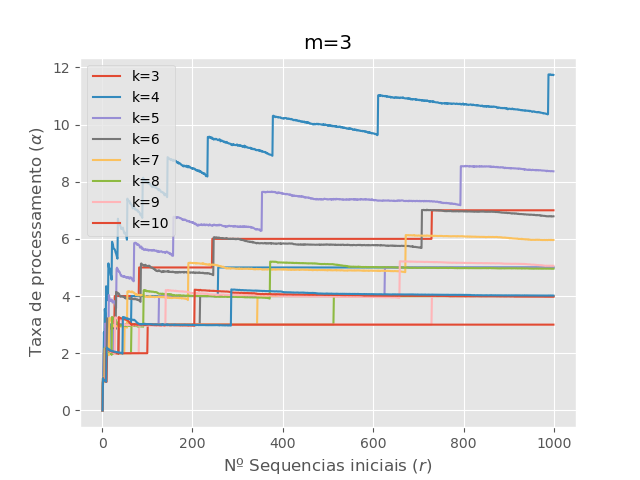 m=3
12
10
8
6
4
2
0
Taxa de processamento (α)
k=3
k=4
k=5
k=6
k=7
k=8
k=9
k=10
0 200 400 600 800 1000
Nº Sequencias iniciais (r)